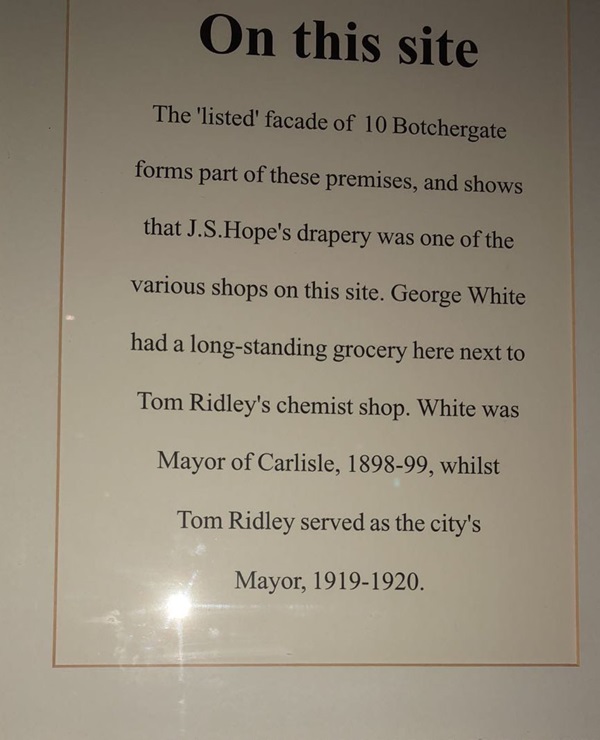 On this site
The 'listed' facade of 10 Botchergate
forms part of these premises, and shows
that J.S.Hope's drapery was one of the
various shops on this site. George White
had a long-standing grocery here next to
Tom Ridley's chemist shop. White was
Mayor of Carlisle, 1898-99, whilst
Tom Ridley served as the city's
Mayor, 1919-1920.